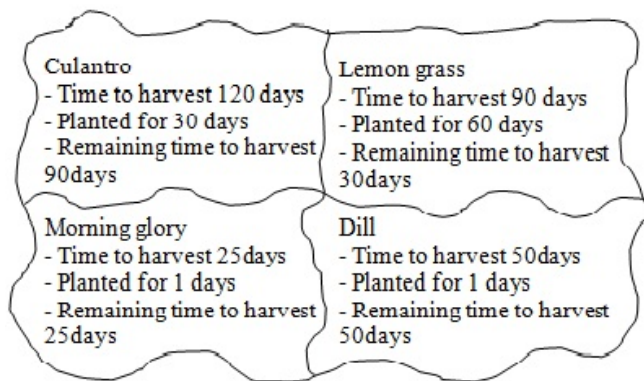 Culantro
- Time to harvest 120 days
- Planted for 30 days
- Remaining time to harvest
90days
Lemon grass
- Time to harvest 90 days
- Planted for 60 days
- Remaining time to harvest
30days
Morning glory
- Time to harvest 25days
- Planted for 1 days
- Remaining time to harvest
25days
Dill
- Time to harvest 50days
- Planted for 1 days
- Remaining time to harvest
50days